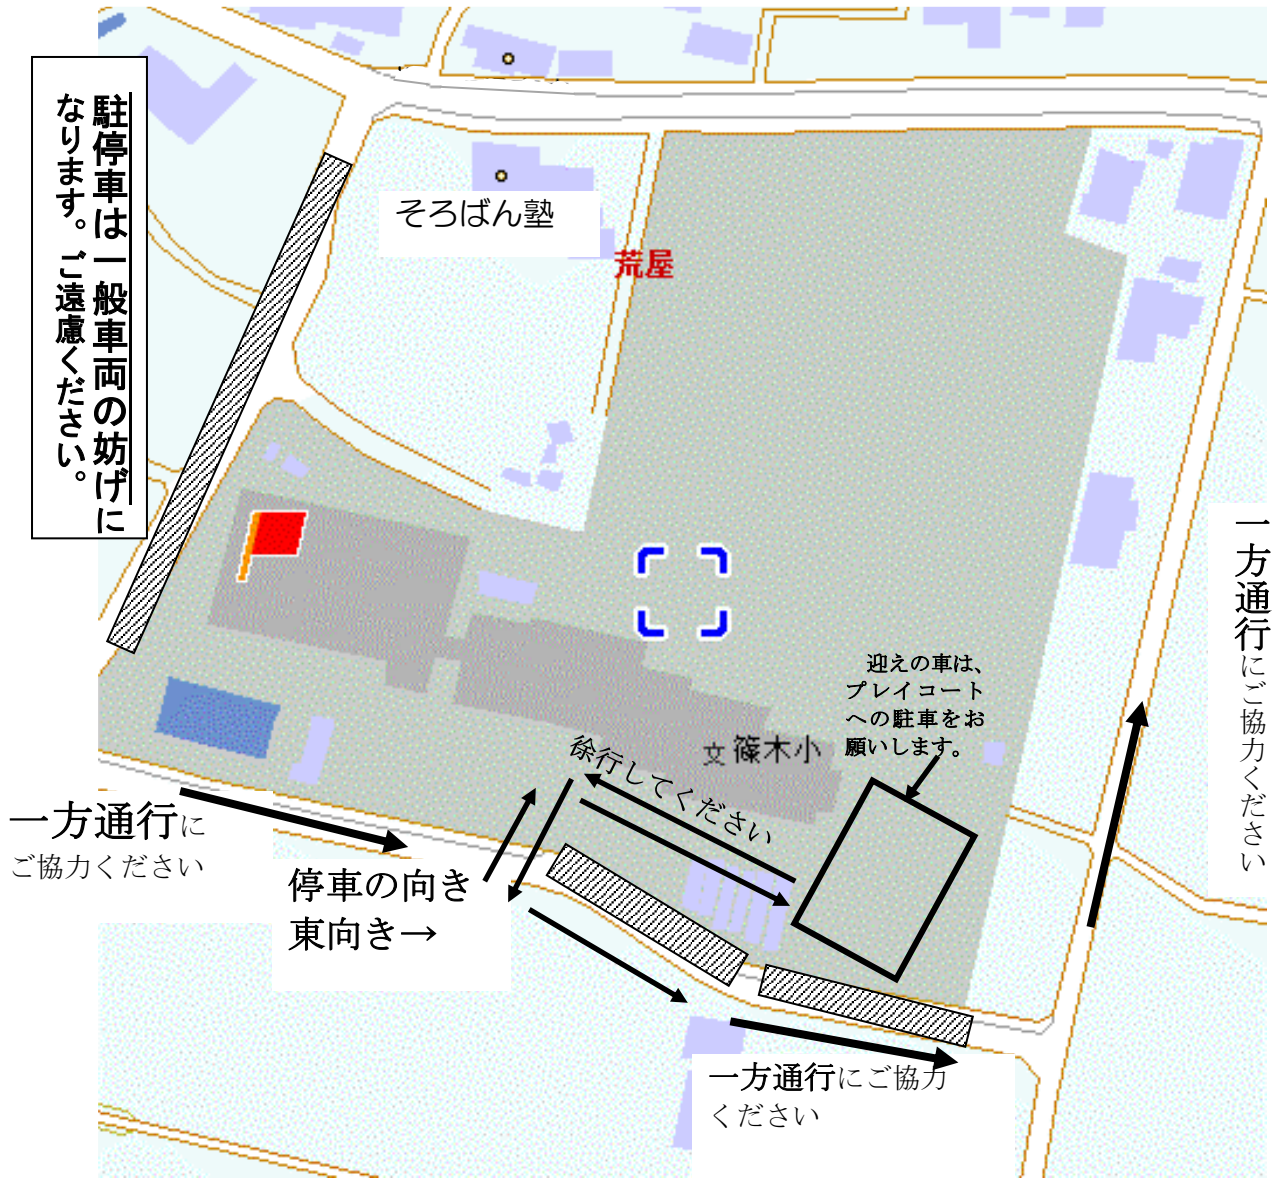 駐停車は一般車両の妨げに
なります。ご遠慮ください。
そろばん塾
荒屋
一方通行にご協力ください
迎えの車は、
プレイコート
への駐車をお
願いします。
文 篠木小
徐行してください
一方通行に
ご協力ください
停車の向き
東向き→
一方通行にご協力
ください